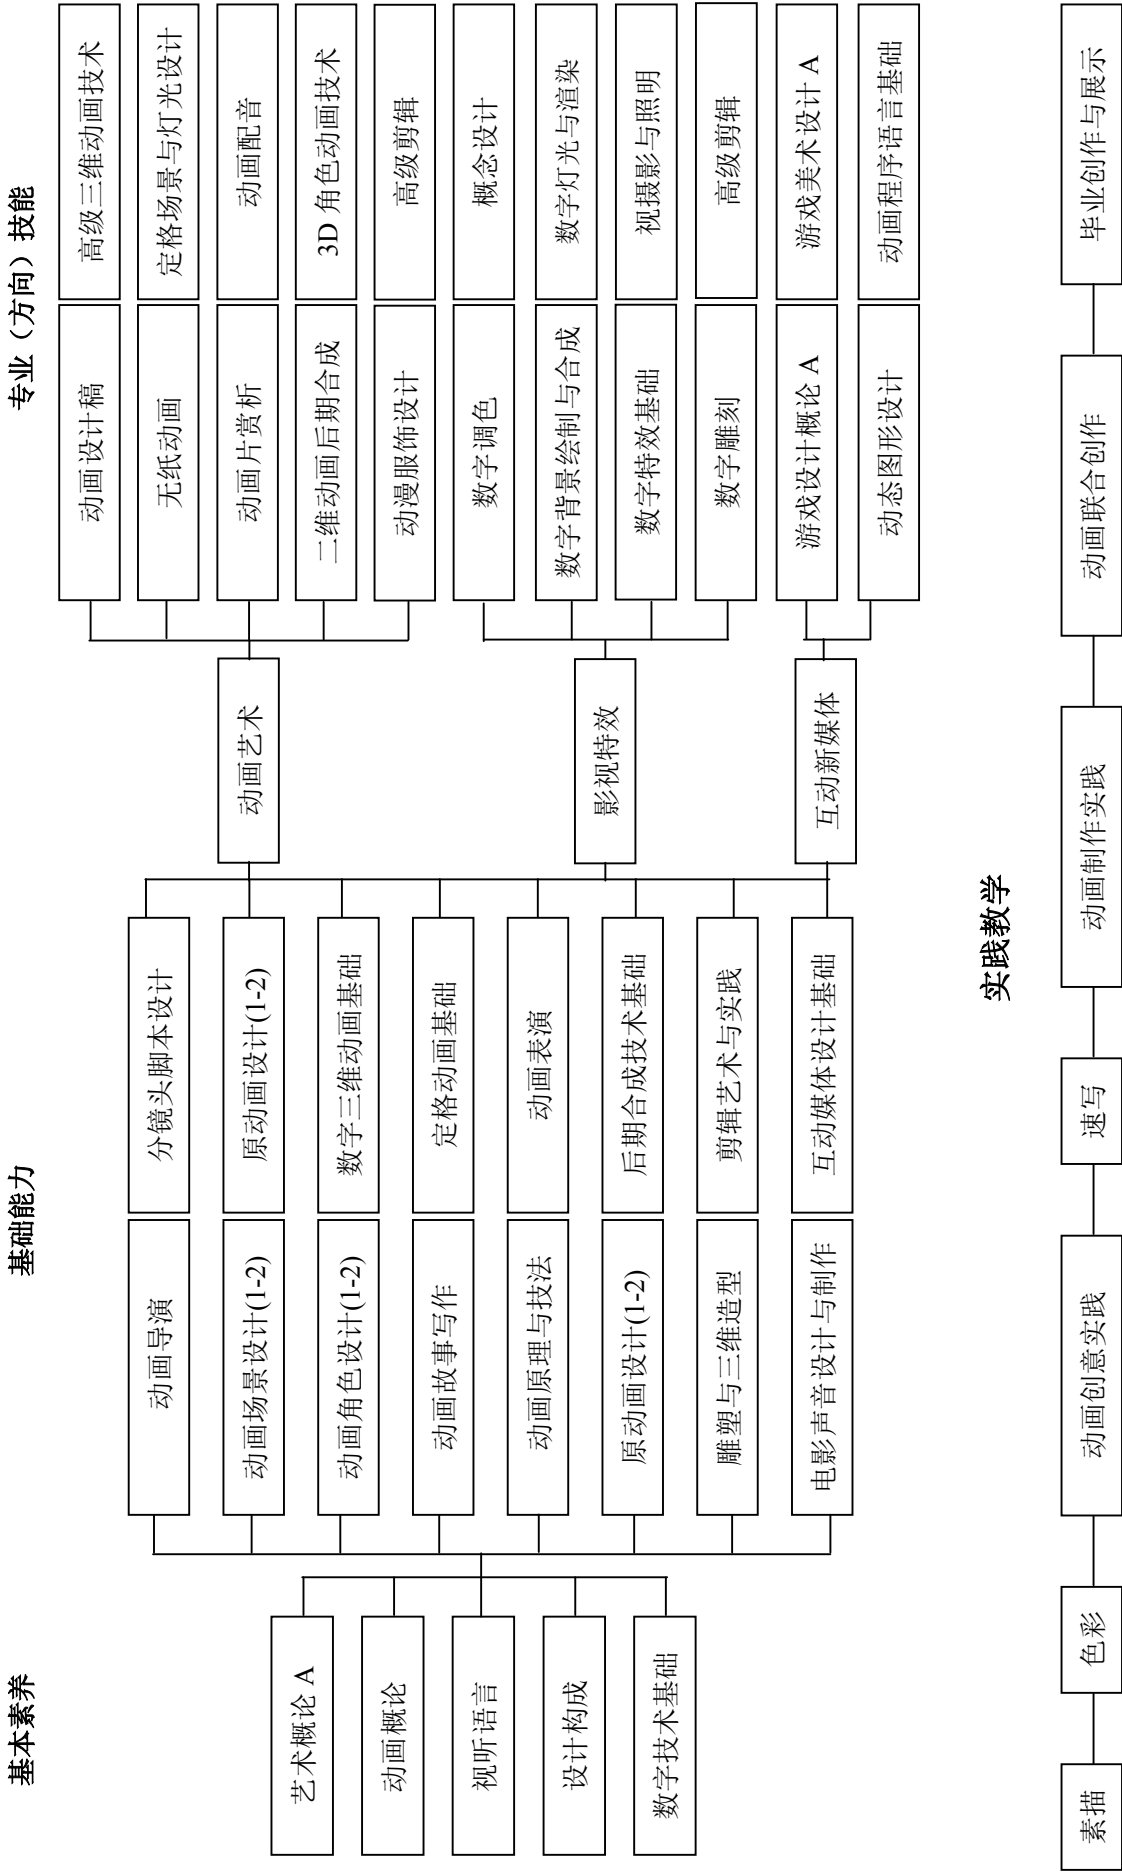 基本素养
基础能力
专业（方向）技能
艺术概论 A
动画概论
视听语言
设计构成
数字技术基础
动画导演
分镜头脚本设计
动画场景设计(1-2)
原动画设计(1-2)
动画角色设计(1-2)
数字三维动画基础
动画故事写作
定格动画基础
动画原理与技法
动画表演
原动画设计(1-2)
后期合成技术基础
雕塑与三维造型
剪辑艺术与实践
电影声音设计与制作
互动媒体设计基础
动画艺术
影视特效
互动新媒体
动画设计稿
高级三维动画技术
无纸动画
定格场景与灯光设计
动画片赏析
动画配音
二维动画后期合成
3D 角色动画技术
动漫服饰设计
高级剪辑
数字调色
概念设计
数字背景绘制与合成
数字灯光与渲染
数字特效基础
视摄影与照明
数字雕刻
高级剪辑
游戏设计概论 A
游戏美术设计 A
动态图形设计
动画程序语言基础
实践教学
素描
色彩
动画创意实践
速写
动画制作实践
动画联合创作
毕业创作与展示